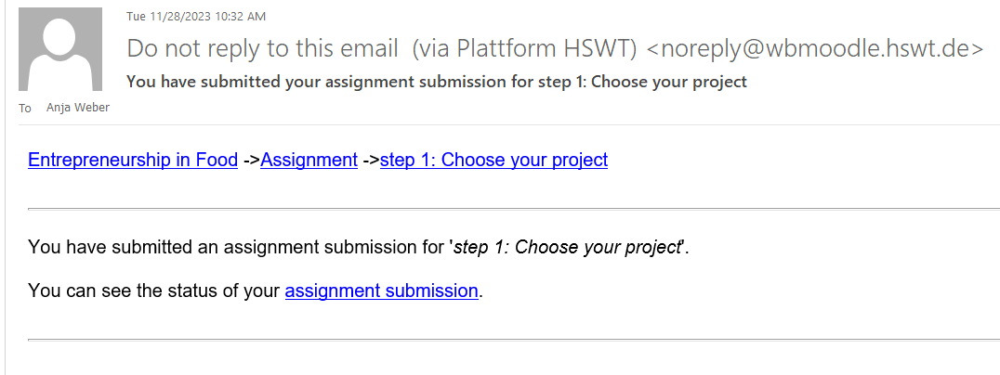 Tue 11/28/2023 10:32 AM
Do not reply to this email  (via Plattform HSWT) <noreply@wbmoodle.hswt.de>
You have submitted your assignment submission for step 1: Choose your project
To Anja Weber
Entrepreneurship in Food ->Assignment ->step 1: Choose your project
You have submitted an assignment submission for 'step 1: Choose your project'.
You can see the status of your assignment submission.